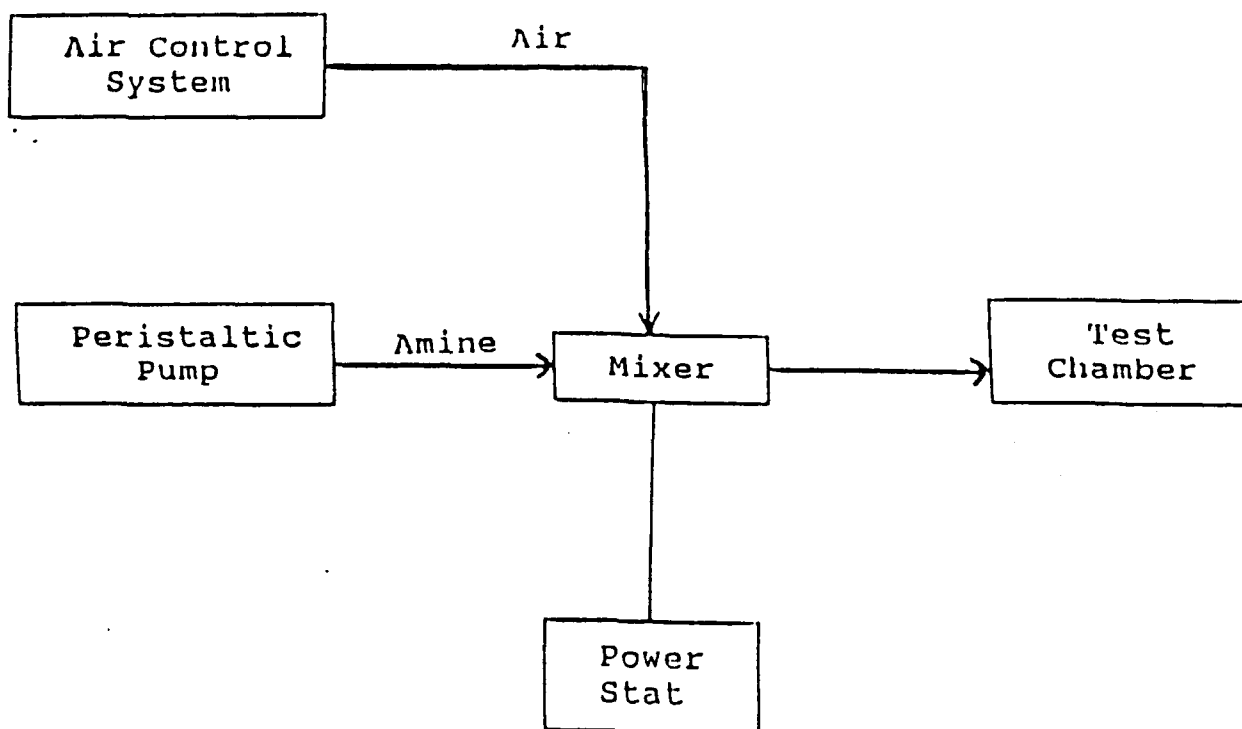 Air Control
System
Air
Peristaltic
Pump
Amine
Mixer
Test
Chamber
Power
Stat